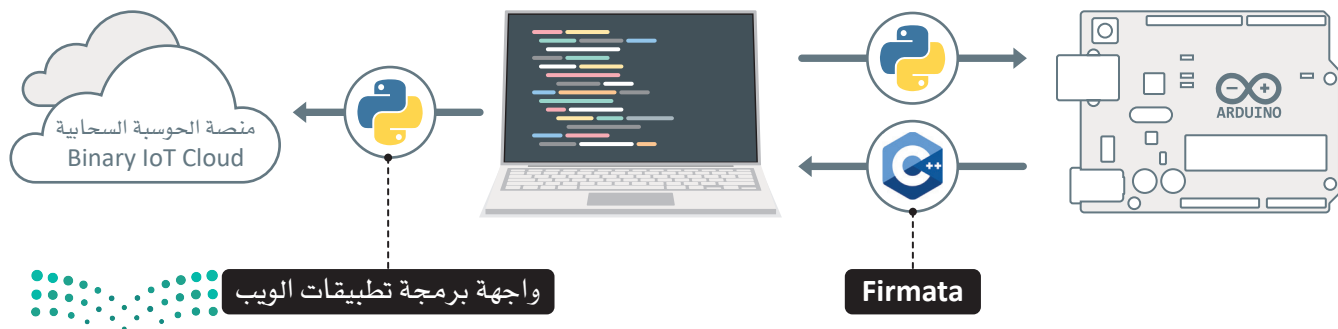 منصة الحوسبة السحابية
Binary IoT Cloud
++
ARDUINO
واجهة برمجة تطبيقات الويب
Firmata